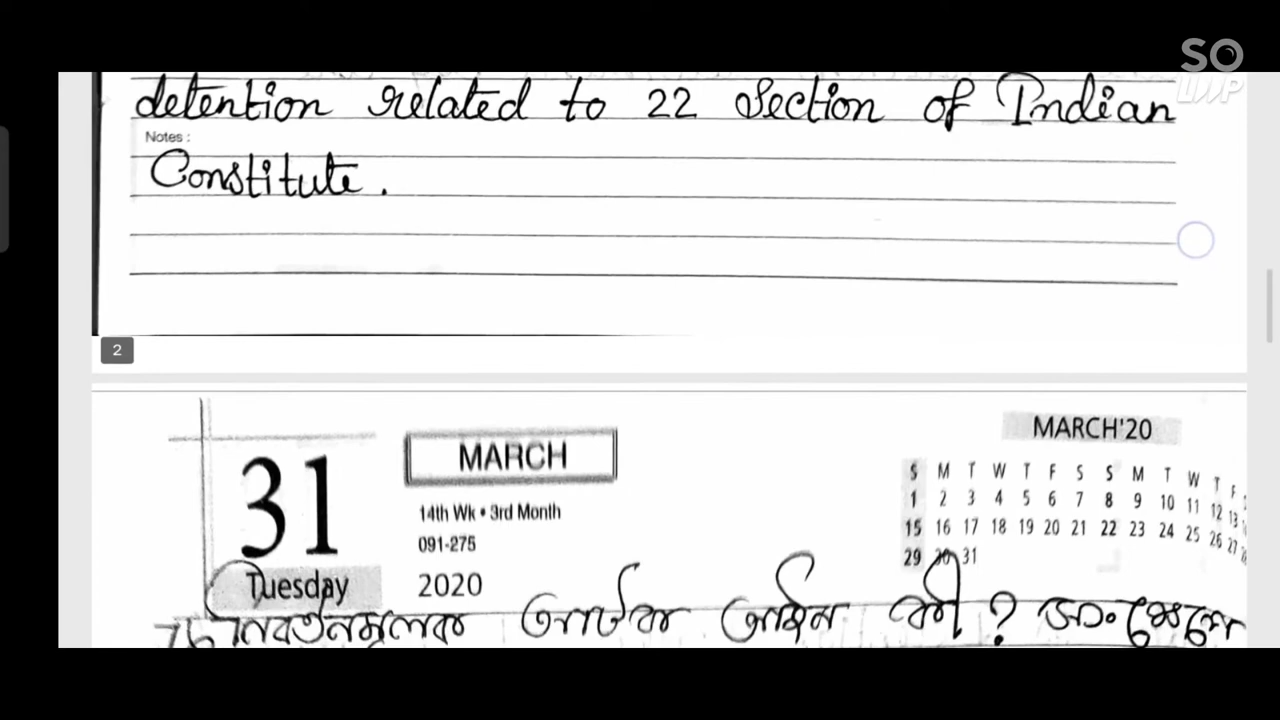 SO
detention related to 22 section of Indian
Notes :
Constitute.
2
31
MARCH
14th Wk • 3rd Month
091-275
Tuesday
2020
MARCH'20
S M T W T F S S M T W T F
1 2 3 4 5 6 7 8 9 10 11 12 13
15 16 17 18 19 20 21 22 23 24 25 26 27
29 30 31
নিবর্তনমূলক আটক আইন কী? সংক্ষেপে